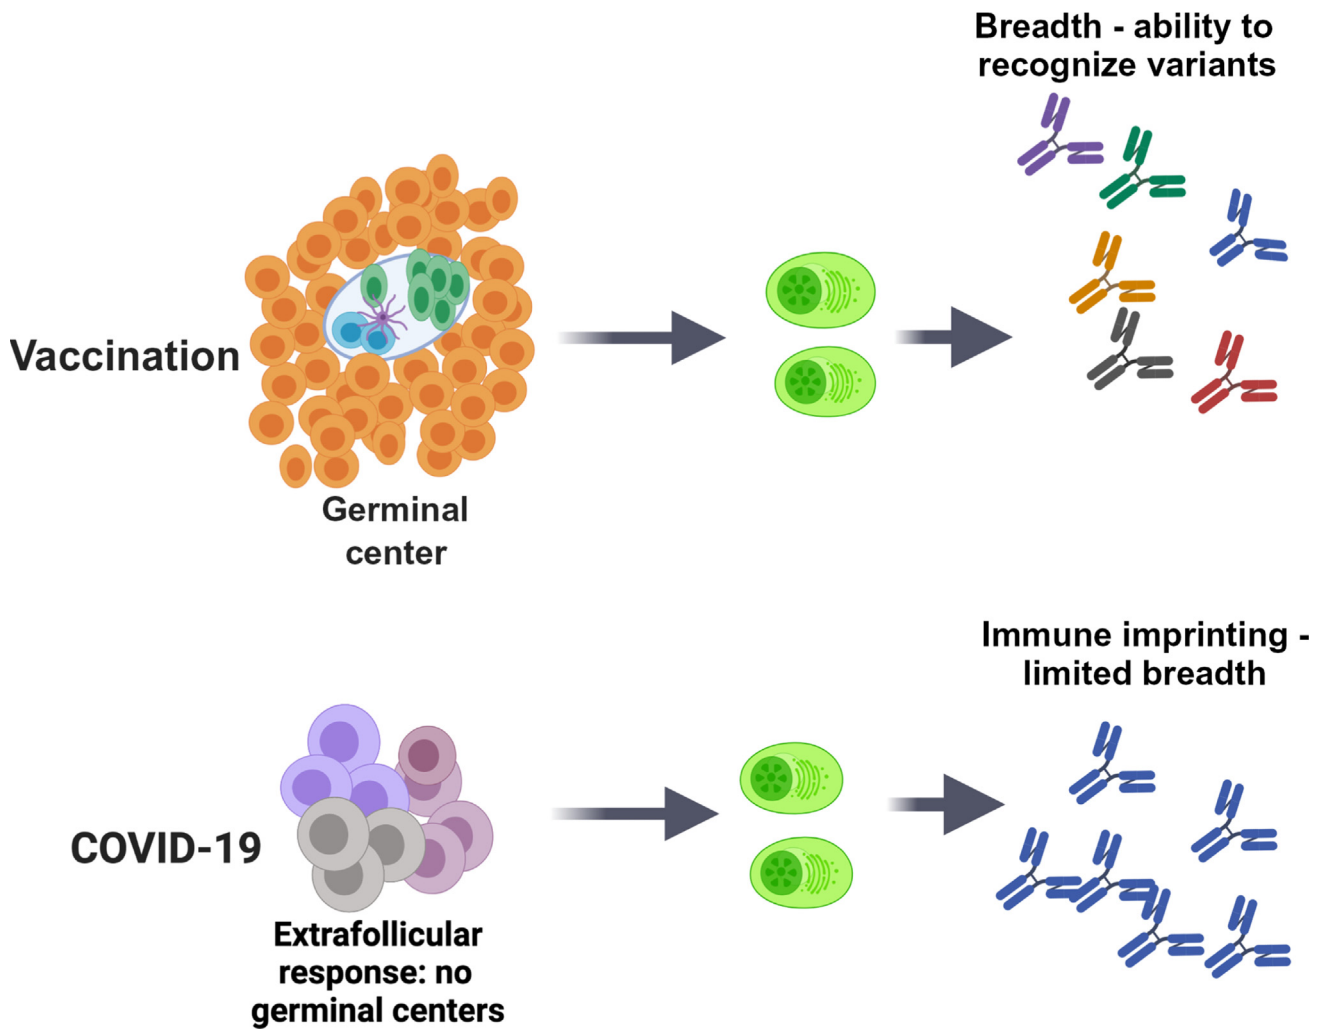 Breadth - ability to
recognize variants
Vaccination
Germinal
center
Immune imprinting -
limited breadth
COVID-19
Extrafollicular
response: no
germinal centers